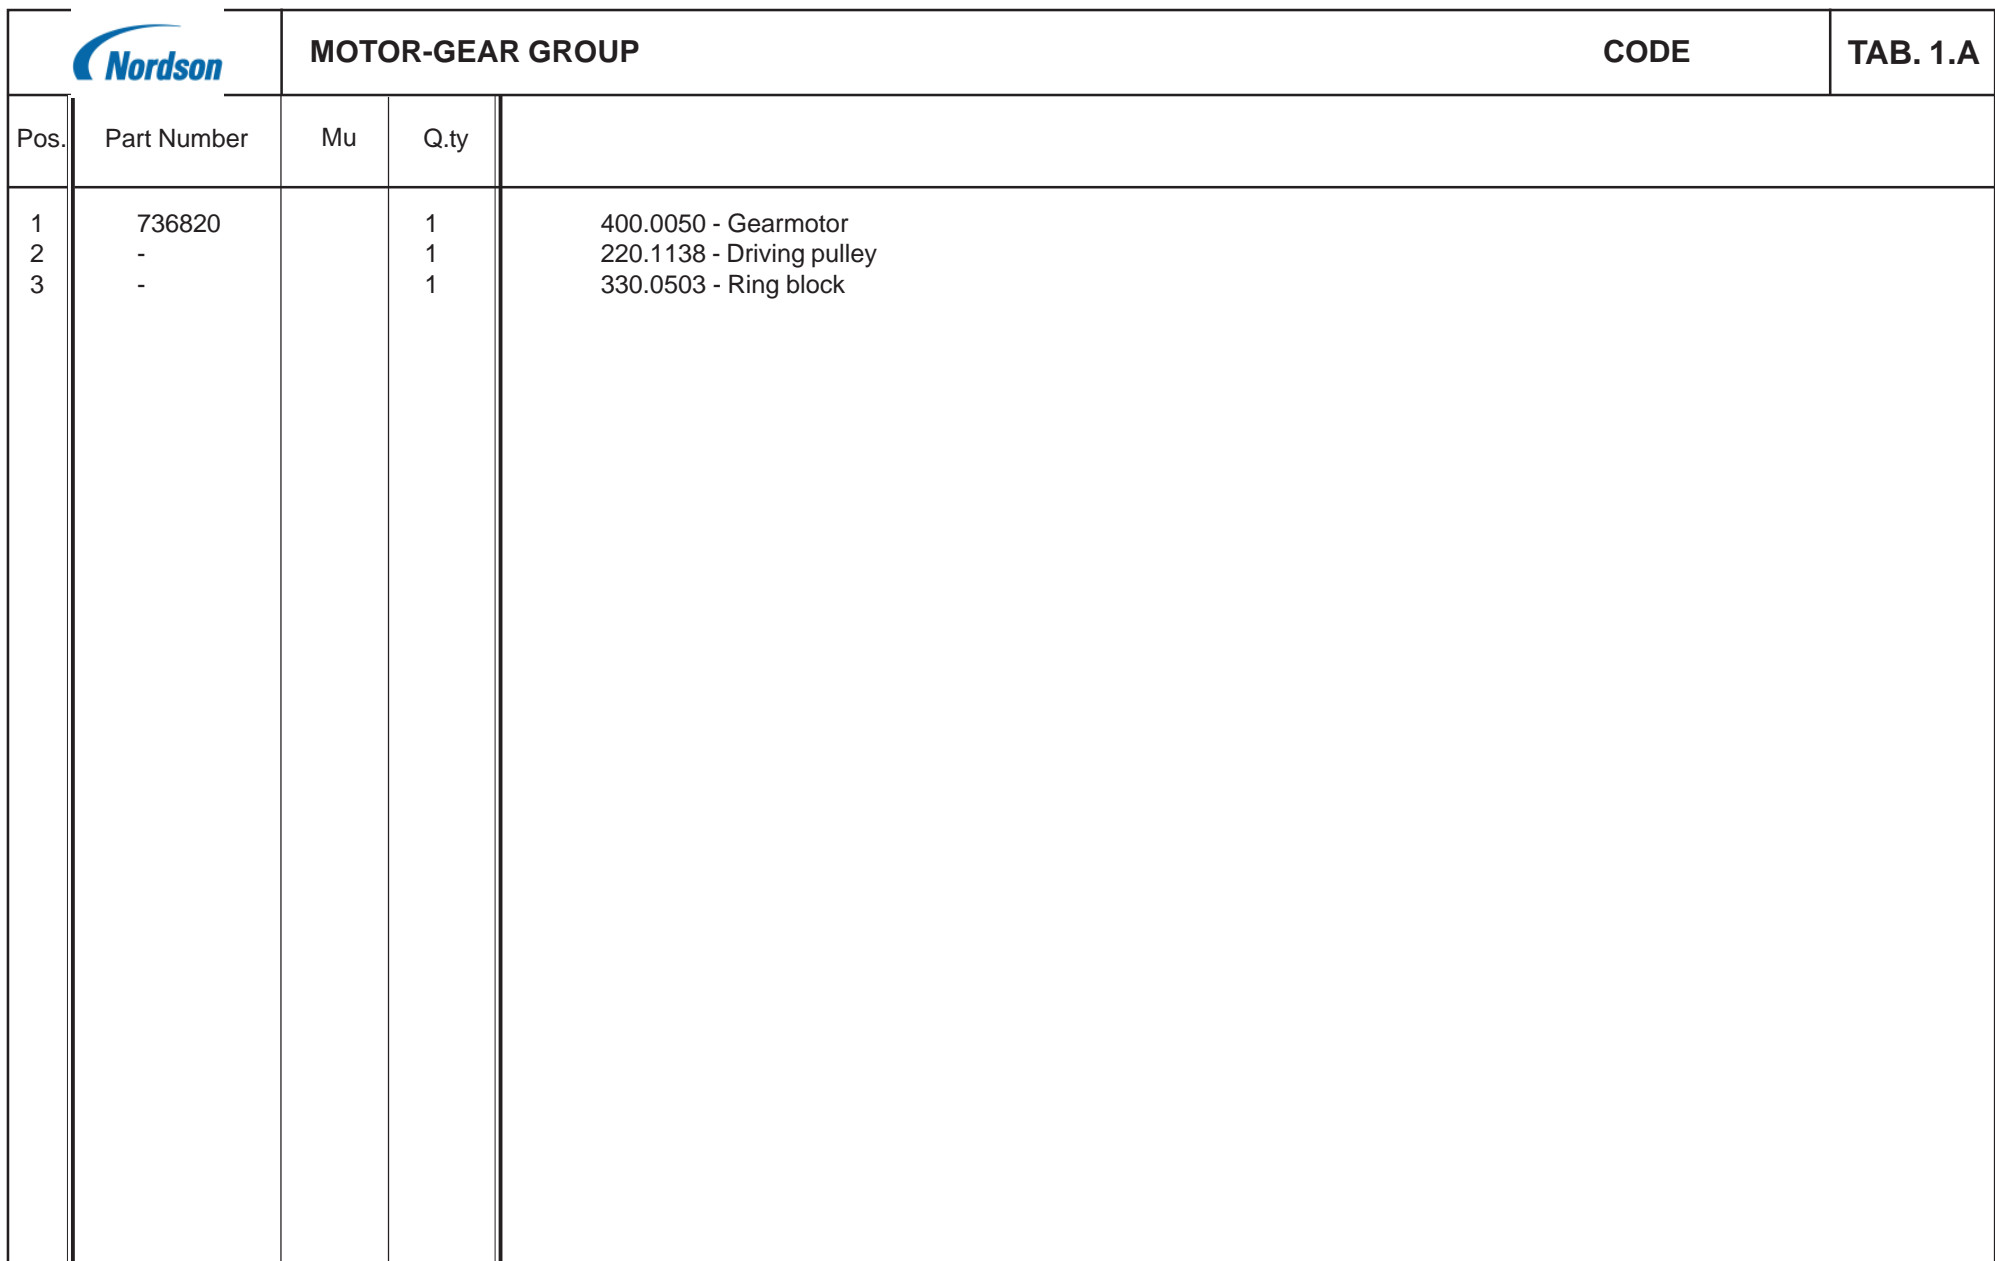 Nordson MOTOR-GEAR GROUP CODE TAB. 1.A
Pos. Part Number Mu Q.ty
1 736820 1 400.0050 - Gearmotor
2 - 1 220.1138 - Driving pulley
3 - 1 330.0503 - Ring block